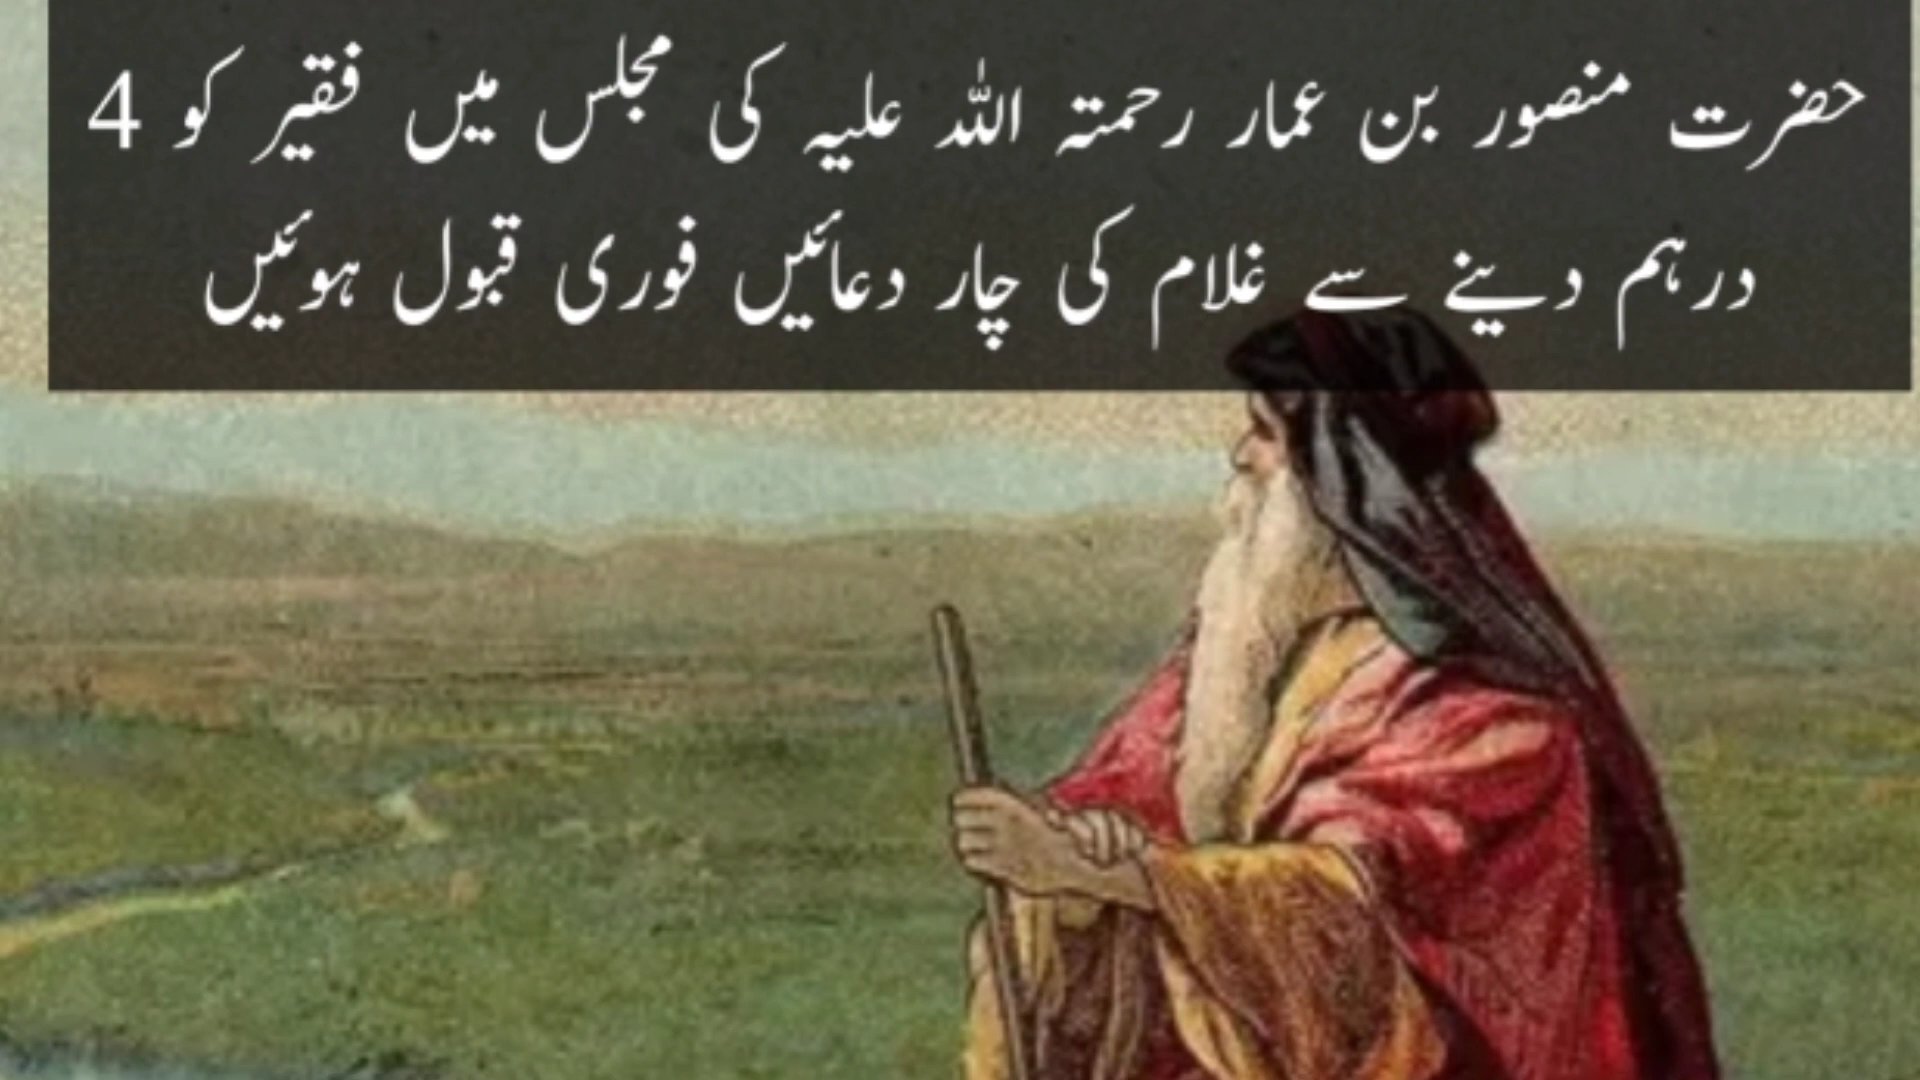 حضرت منصور بن عمار رحمتہ اللہ علیہ کی مجلس میں فقیر کو 4
درہم دینے سے غلام کی چار دعائیں فوری قبول ہوئیں